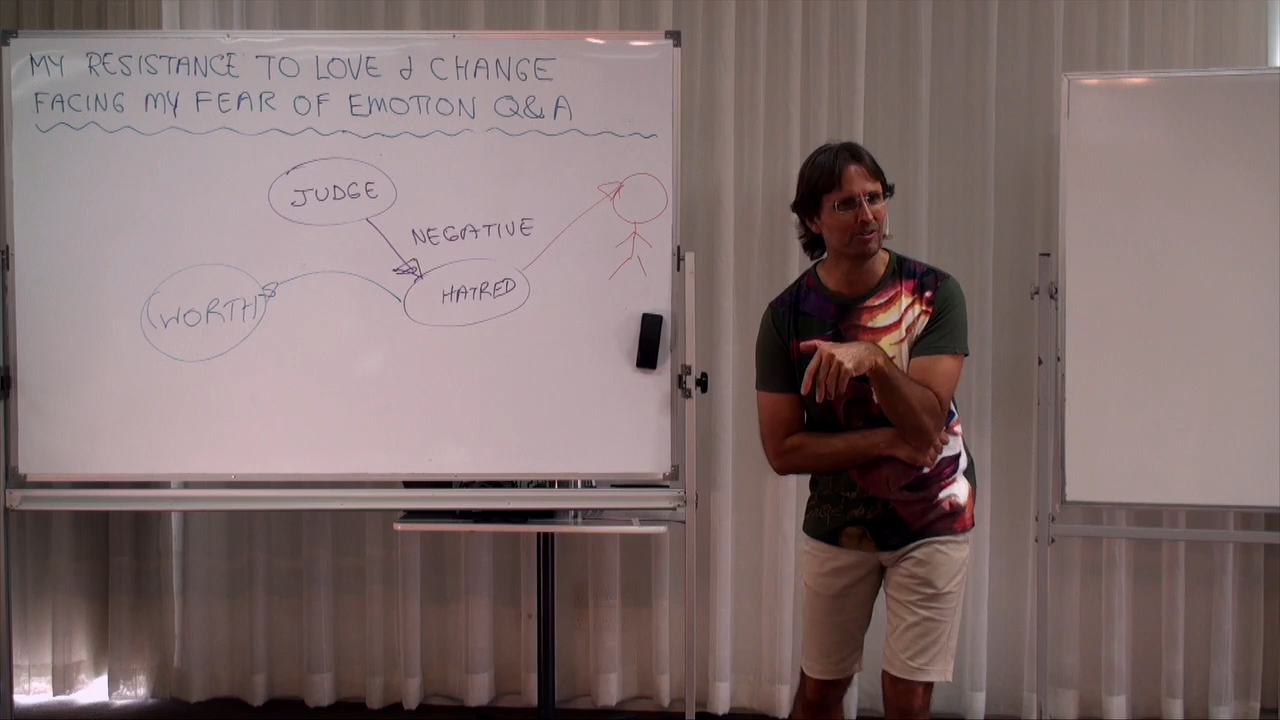 MY RESISTANCE TO LOVE & CHANGE
FACING MY FEAR OF EMOTION Q&A
JUDGE
NEGATIVE
HATRED
WORTH